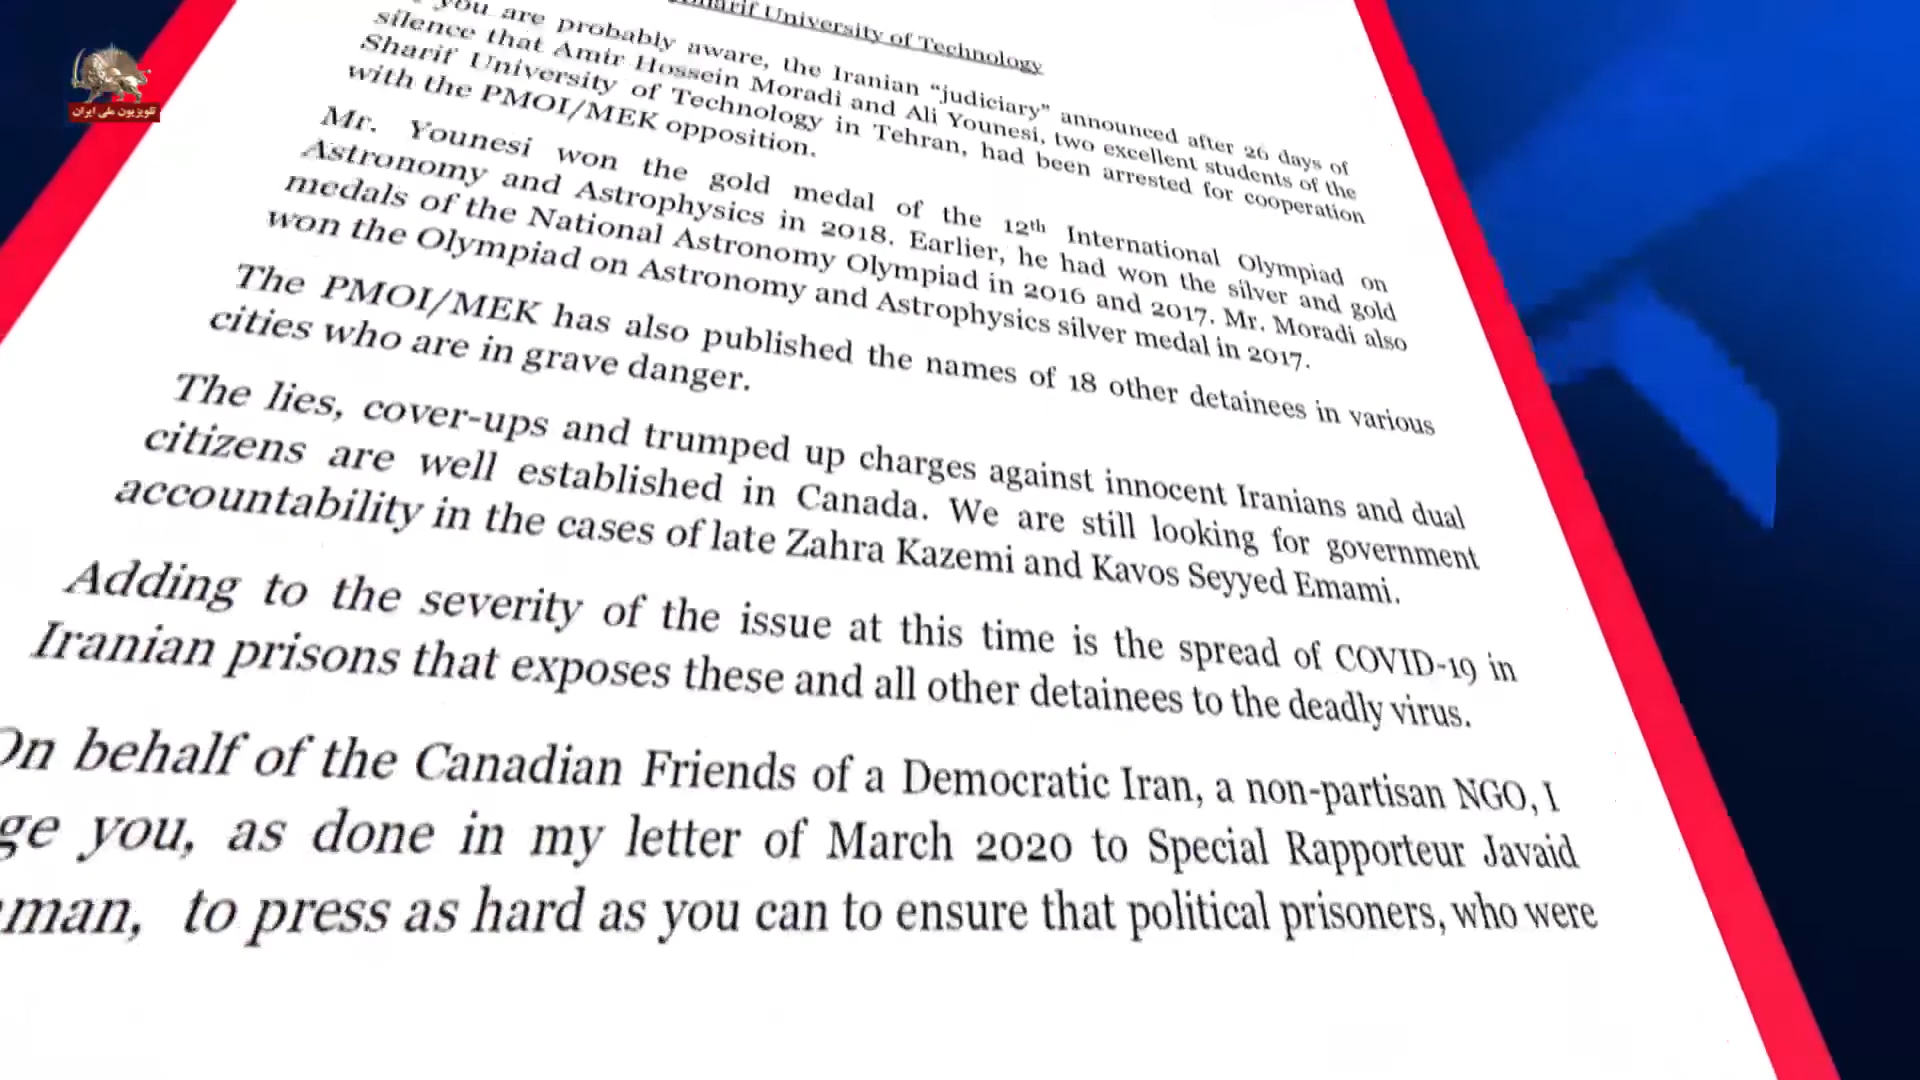 تلویزیون ملی ایران
Sharif University of Technology
you are probably aware, the Iranian “judiciary” announced after 26 days of
silence that Amir Hossein Moradi and Ali Younesi, two excellent students of the
Sharif University of Technology in Tehran, had been arrested for cooperation
with the PMOI/MEK opposition.
Mr. Younesi won the gold medal of the 12th International Olympiad on
Astronomy and Astrophysics in 2018. Earlier, he had won the silver and gold
medals of the National Astronomy Olympiad in 2016 and 2017. Mr. Moradi also
won the Olympiad on Astronomy and Astrophysics silver medal in 2017.
The PMOI/MEK has also published the names of 18 other detainees in various
cities who are in grave danger.
The lies, cover-ups and trumped up charges against innocent Iranians and dual
citizens are well established in Canada. We are still looking for government
accountability in the cases of late Zahra Kazemi and Kavos Seyyed Emami.
Adding to the severity of the issue at this time is the spread of COVID-19 in
Iranian prisons that exposes these and all other detainees to the deadly virus.
On behalf of the Canadian Friends of a Democratic Iran, a non-partisan NGO, I
ge you, as done in my letter of March 2020 to Special Rapporteur Javaid
man, to press as hard as you can to ensure that political prisoners, who were